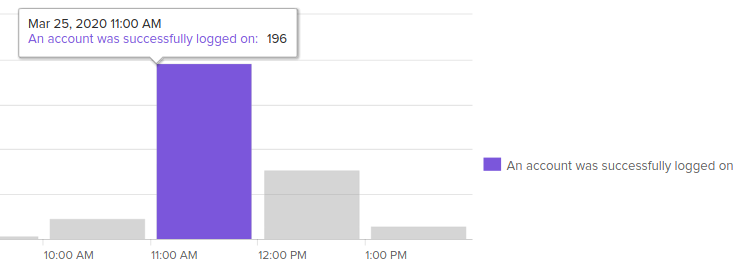 Mar 25, 2020 11:00 AM
An account was successfully logged on: 196
An account was successfully logged on
10:00 AM 11:00 AM 12:00 PM 1:00 PM